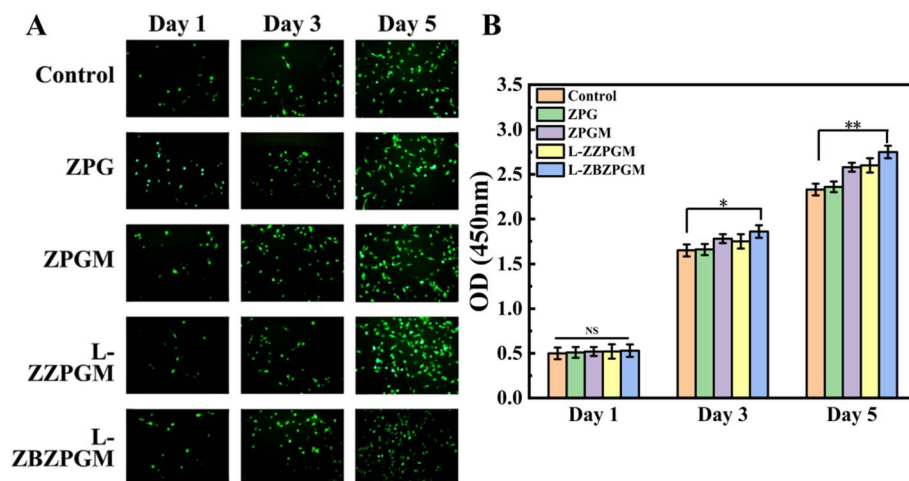 A
Day 1 Day 3 Day 5
Control
ZPG
ZPGM
L-
ZZPGM
L-
ZBZPGM
B
OD (450nm)
3.5
3.0
2.5
2.0
1.5
1.0
0.5
0.0
Control
ZPG
ZPGM
L-ZZPGM
L-ZBZPGM
NS
*
**
Day 1 Day 3 Day 5